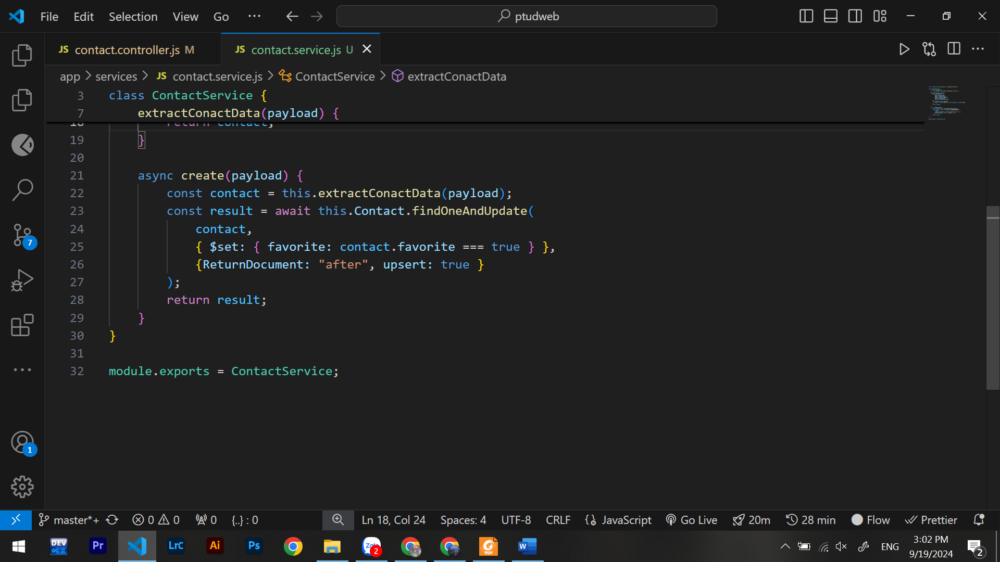 File Edit Selection View Go ··· ptudweb
JS contact.controller.js M JS contact.service.js U
app > services > JS contact.service.js > ContactService > extractConactData
3 class ContactService {
7 extractConactData(payload) {
18 return contact;
19 }
20
21 async create(payload) {
22 const contact = this.extractConactData(payload);
23 const result = await this.Contact.findOneAndUpdate(
24 contact,
25 { $set: { favorite: contact.favorite === true } },
26 {ReturnDocument: "after", upsert: true }
27 );
28 return result;
29 }
30 }
31
32 module.exports = ContactService;
7
1
master*+ 0 0 0 {..} : 0 Ln 18, Col 24 Spaces: 4 UTF-8 CRLF JavaScript Go Live 20m 28 min Flow Prettier
DEV C++ Pr LrC Ai Ps Zalo 2 PDF W ENG 3:02 PM 2
9/19/2024